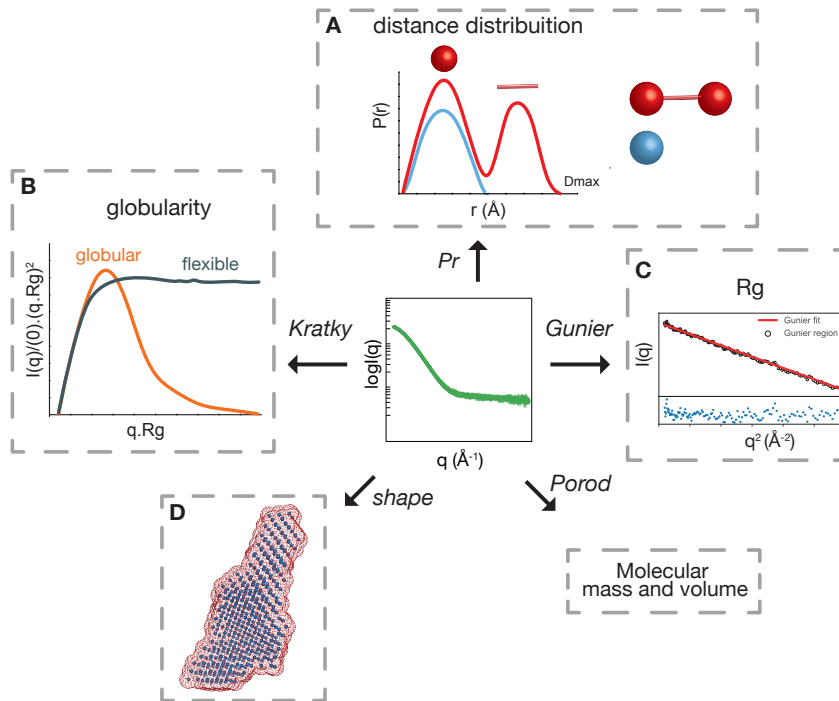 A distance distribuition
P(r)
Dmax
r (Å)
B
globularity
globular
flexible
I(q)/(0).(q.Rg)²
q.Rg
Pr
Kratky
Gunier
logI(q)
q (Å⁻¹)
C
Rg
Gunier fit
Gunier region
I(q)
q² (Å⁻²)
shape
Porod
D
Molecular
mass and volume